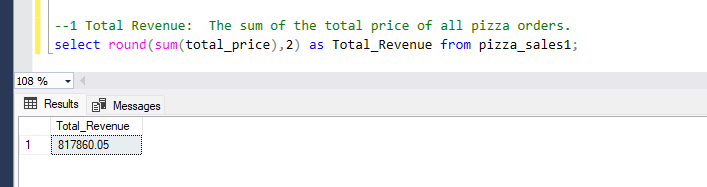 --1 Total Revenue:  The sum of the total price of all pizza orders.
select round(sum(total_price),2) as Total_Revenue from pizza_sales1;
108 %
Results Messages
Total_Revenue
1 817860.05